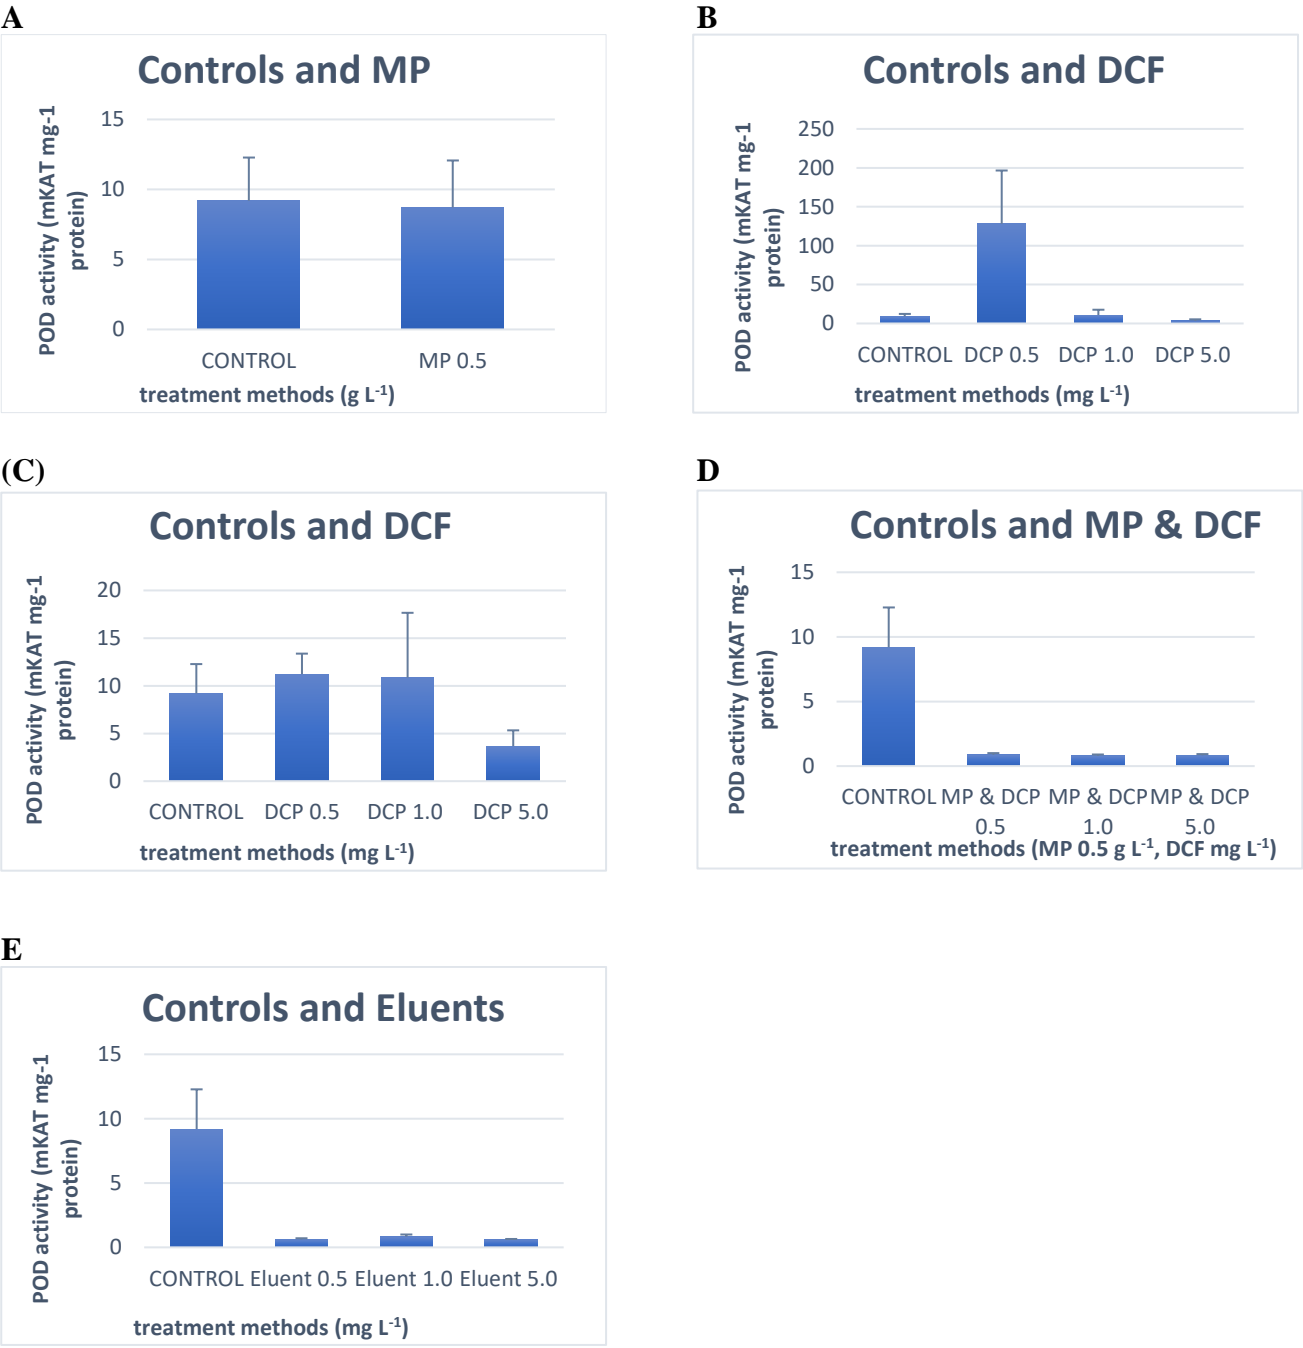 A
Controls and MP
POD activity (mKAT mg-1
protein)
15
10
5
0
CONTROL MP 0.5
treatment methods (g L-1)
B
Controls and DCF
POD activity (mKAT mg-1
protein)
250
200
150
100
50
0
CONTROL DCP 0.5 DCP 1.0 DCP 5.0
treatment methods (mg L-1)
(C)
Controls and DCF
POD activity (mKAT mg-1
protein)
20
15
10
5
0
CONTROL DCP 0.5 DCP 1.0 DCP 5.0
treatment methods (mg L-1)
D
Controls and MP & DCF
POD activity (mKAT mg-1
protein)
15
10
5
0
CONTROL MP & DCP MP & DCP MP & DCP
0.5 1.0 5.0
treatment methods (MP 0.5 g L-1, DCF mg L-1)
E
Controls and Eluents
POD activity (mKAT mg-1
protein)
15
10
5
0
CONTROL Eluent 0.5 Eluent 1.0 Eluent 5.0
treatment methods (mg L-1)